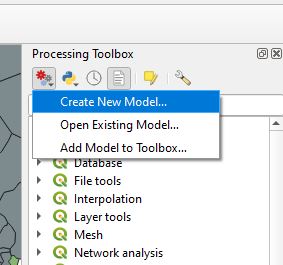 Processing Toolbox
Create New Model...
Open Existing Model...
Add Model to Toolbox...
Database
File tools
Interpolation
Layer tools
Mesh
Network analysis